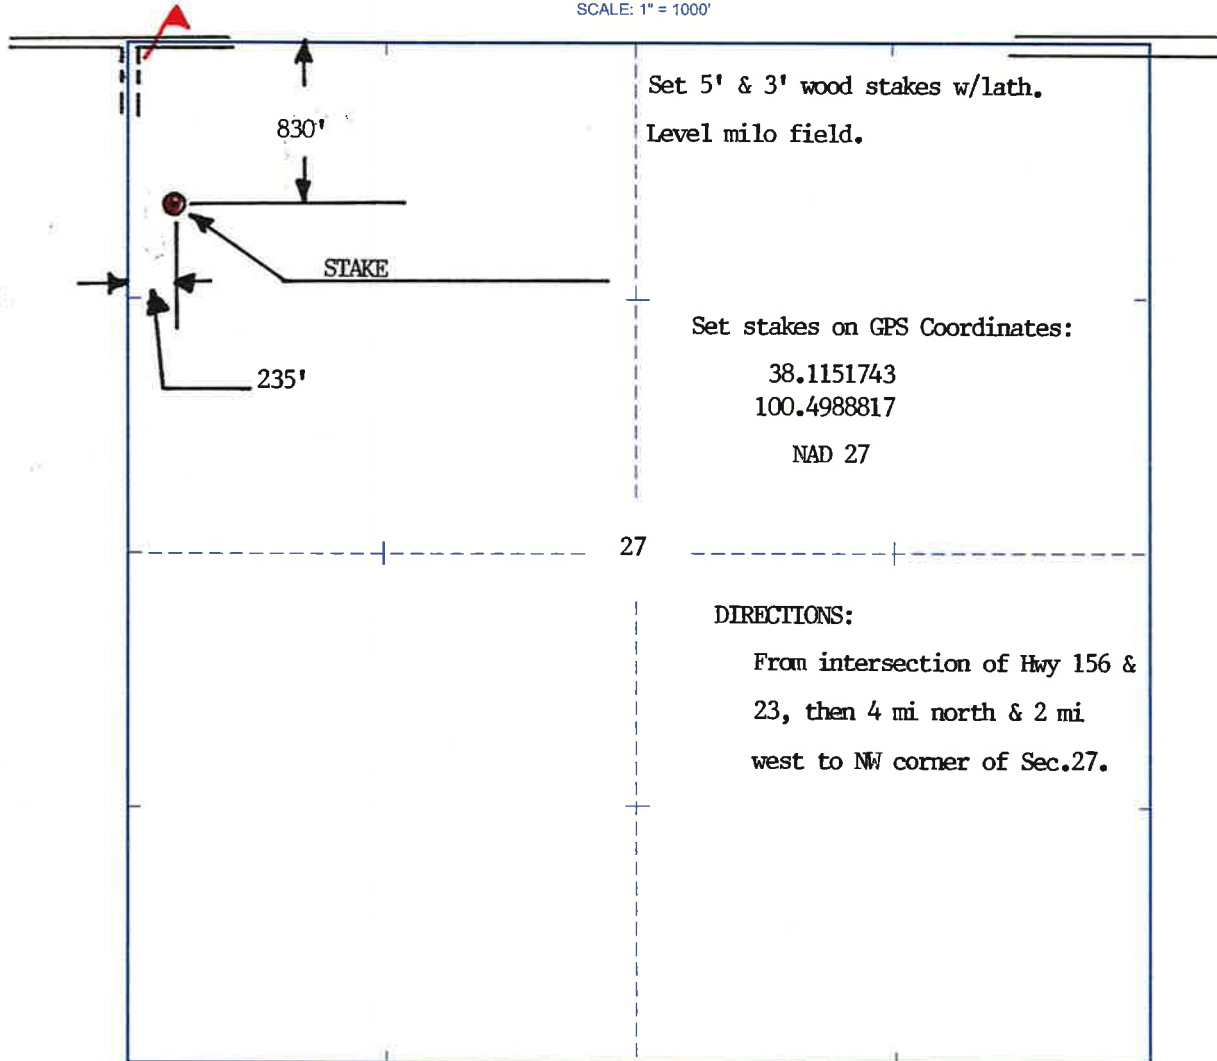 SCALE: 1" = 1000'
Set 5' & 3' wood stakes w/lath.
Level milo field.
830'
STAKE
235'
Set stakes on GPS Coordinates:
38.1151743
100.4988817
NAD 27
27
DIRECTIONS:
From intersection of Hwy 156 &
23, then 4 mi north & 2 mi
west to NW corner of Sec.27.